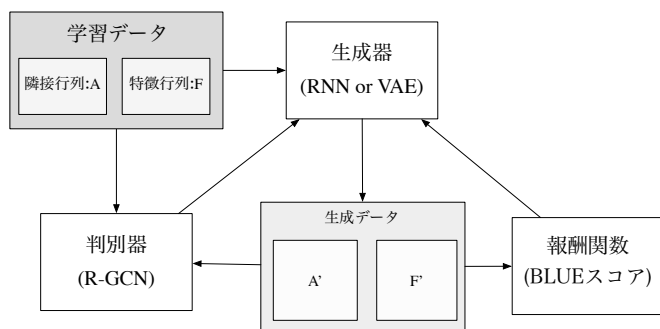 学習データ
隣接行列:A
特徴行列:F
生成器
(RNN or VAE)
判別器
(R-GCN)
生成データ
A'
F'
報酬関数
(BLUEスコア)